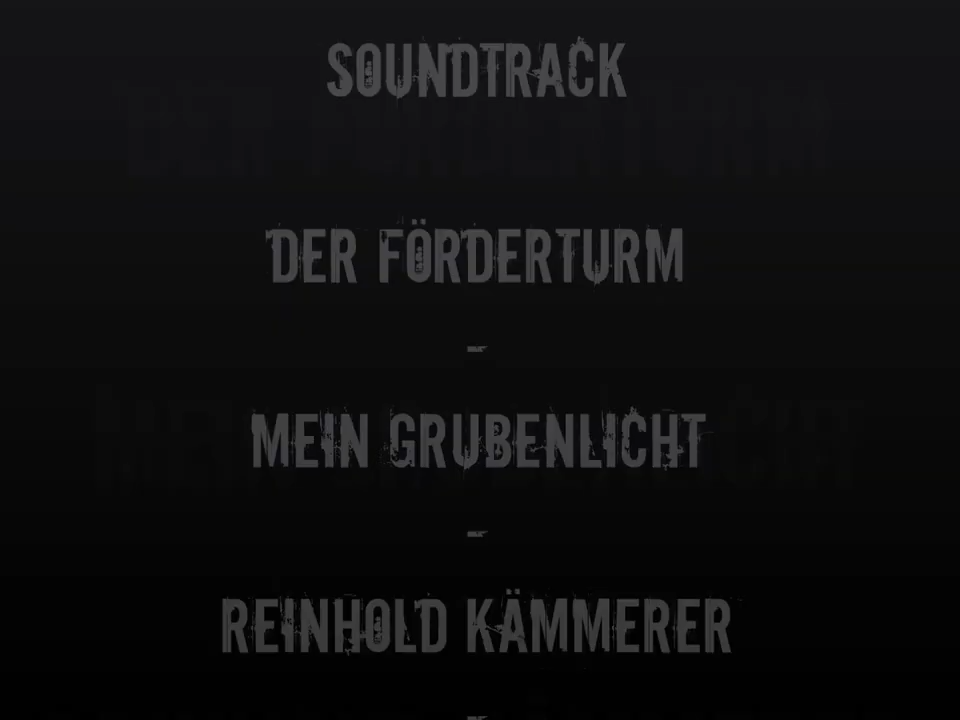 SOUNDTRACK
DER FÖRDERTURM
-
MEIN GRUBENLICHT
-
REINHOLD KÄMMERER
-